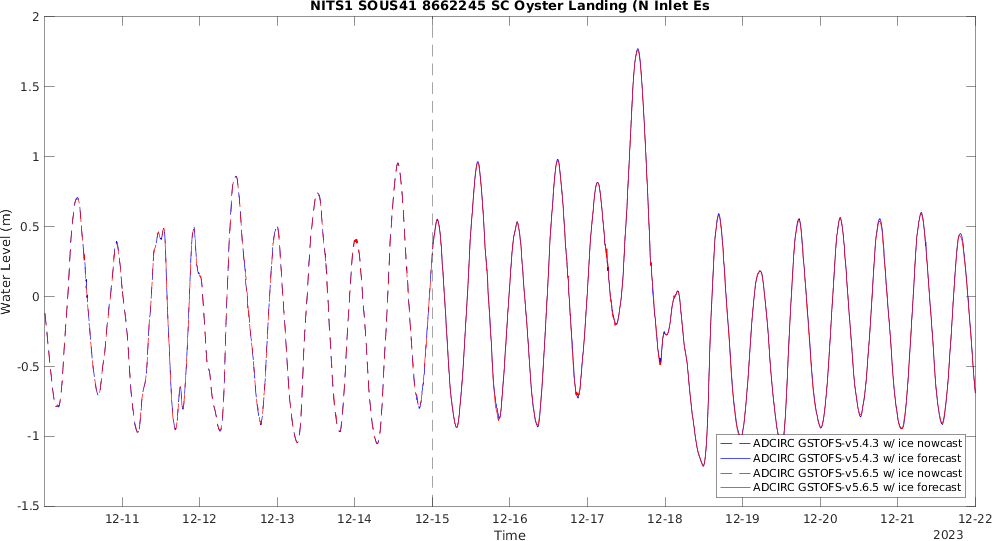 NITS1 SOUS41 8662245 SC Oyster Landing (N Inlet Es
2
1.5
1
0.5
0
-0.5
-1
-1.5
Water Level (m)
12-11 12-12 12-13 12-14 12-15 12-16 12-17 12-18 12-19 12-20 12-21 12-22
Time
2023
ADCIRC GSTOFS-v5.4.3 w/ ice nowcast
ADCIRC GSTOFS-v5.4.3 w/ ice forecast
ADCIRC GSTOFS-v5.6.5 w/ ice nowcast
ADCIRC GSTOFS-v5.6.5 w/ ice forecast